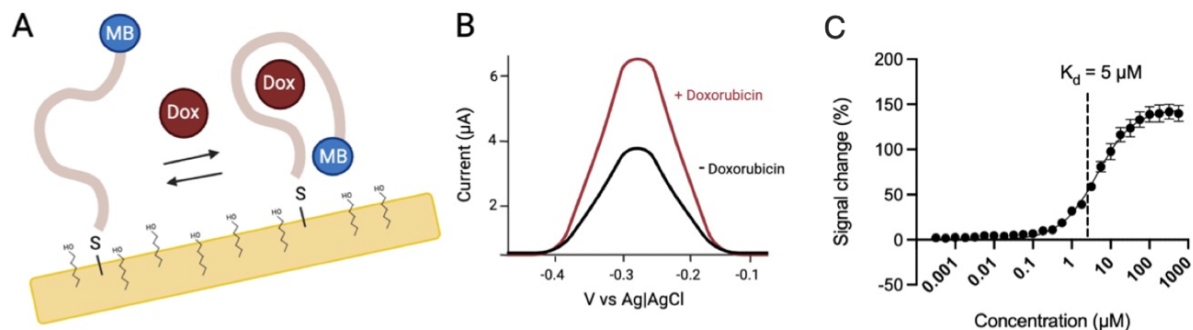 A
MB
Dox
Dox
MB
S
S
HO
HO
HO
HO
HO
HO
HO
HO
B
6
4
2
Current (µA)
+ Doxorubicin
- Doxorubicin
-0.4
-0.3
-0.2
-0.1
V vs Ag|AgCl
C
K_d = 5 µM
200
150
100
50
0
-50
Signal change (%)
0.001
0.01
0.1
1
10
100
1000
Concentration (µM)